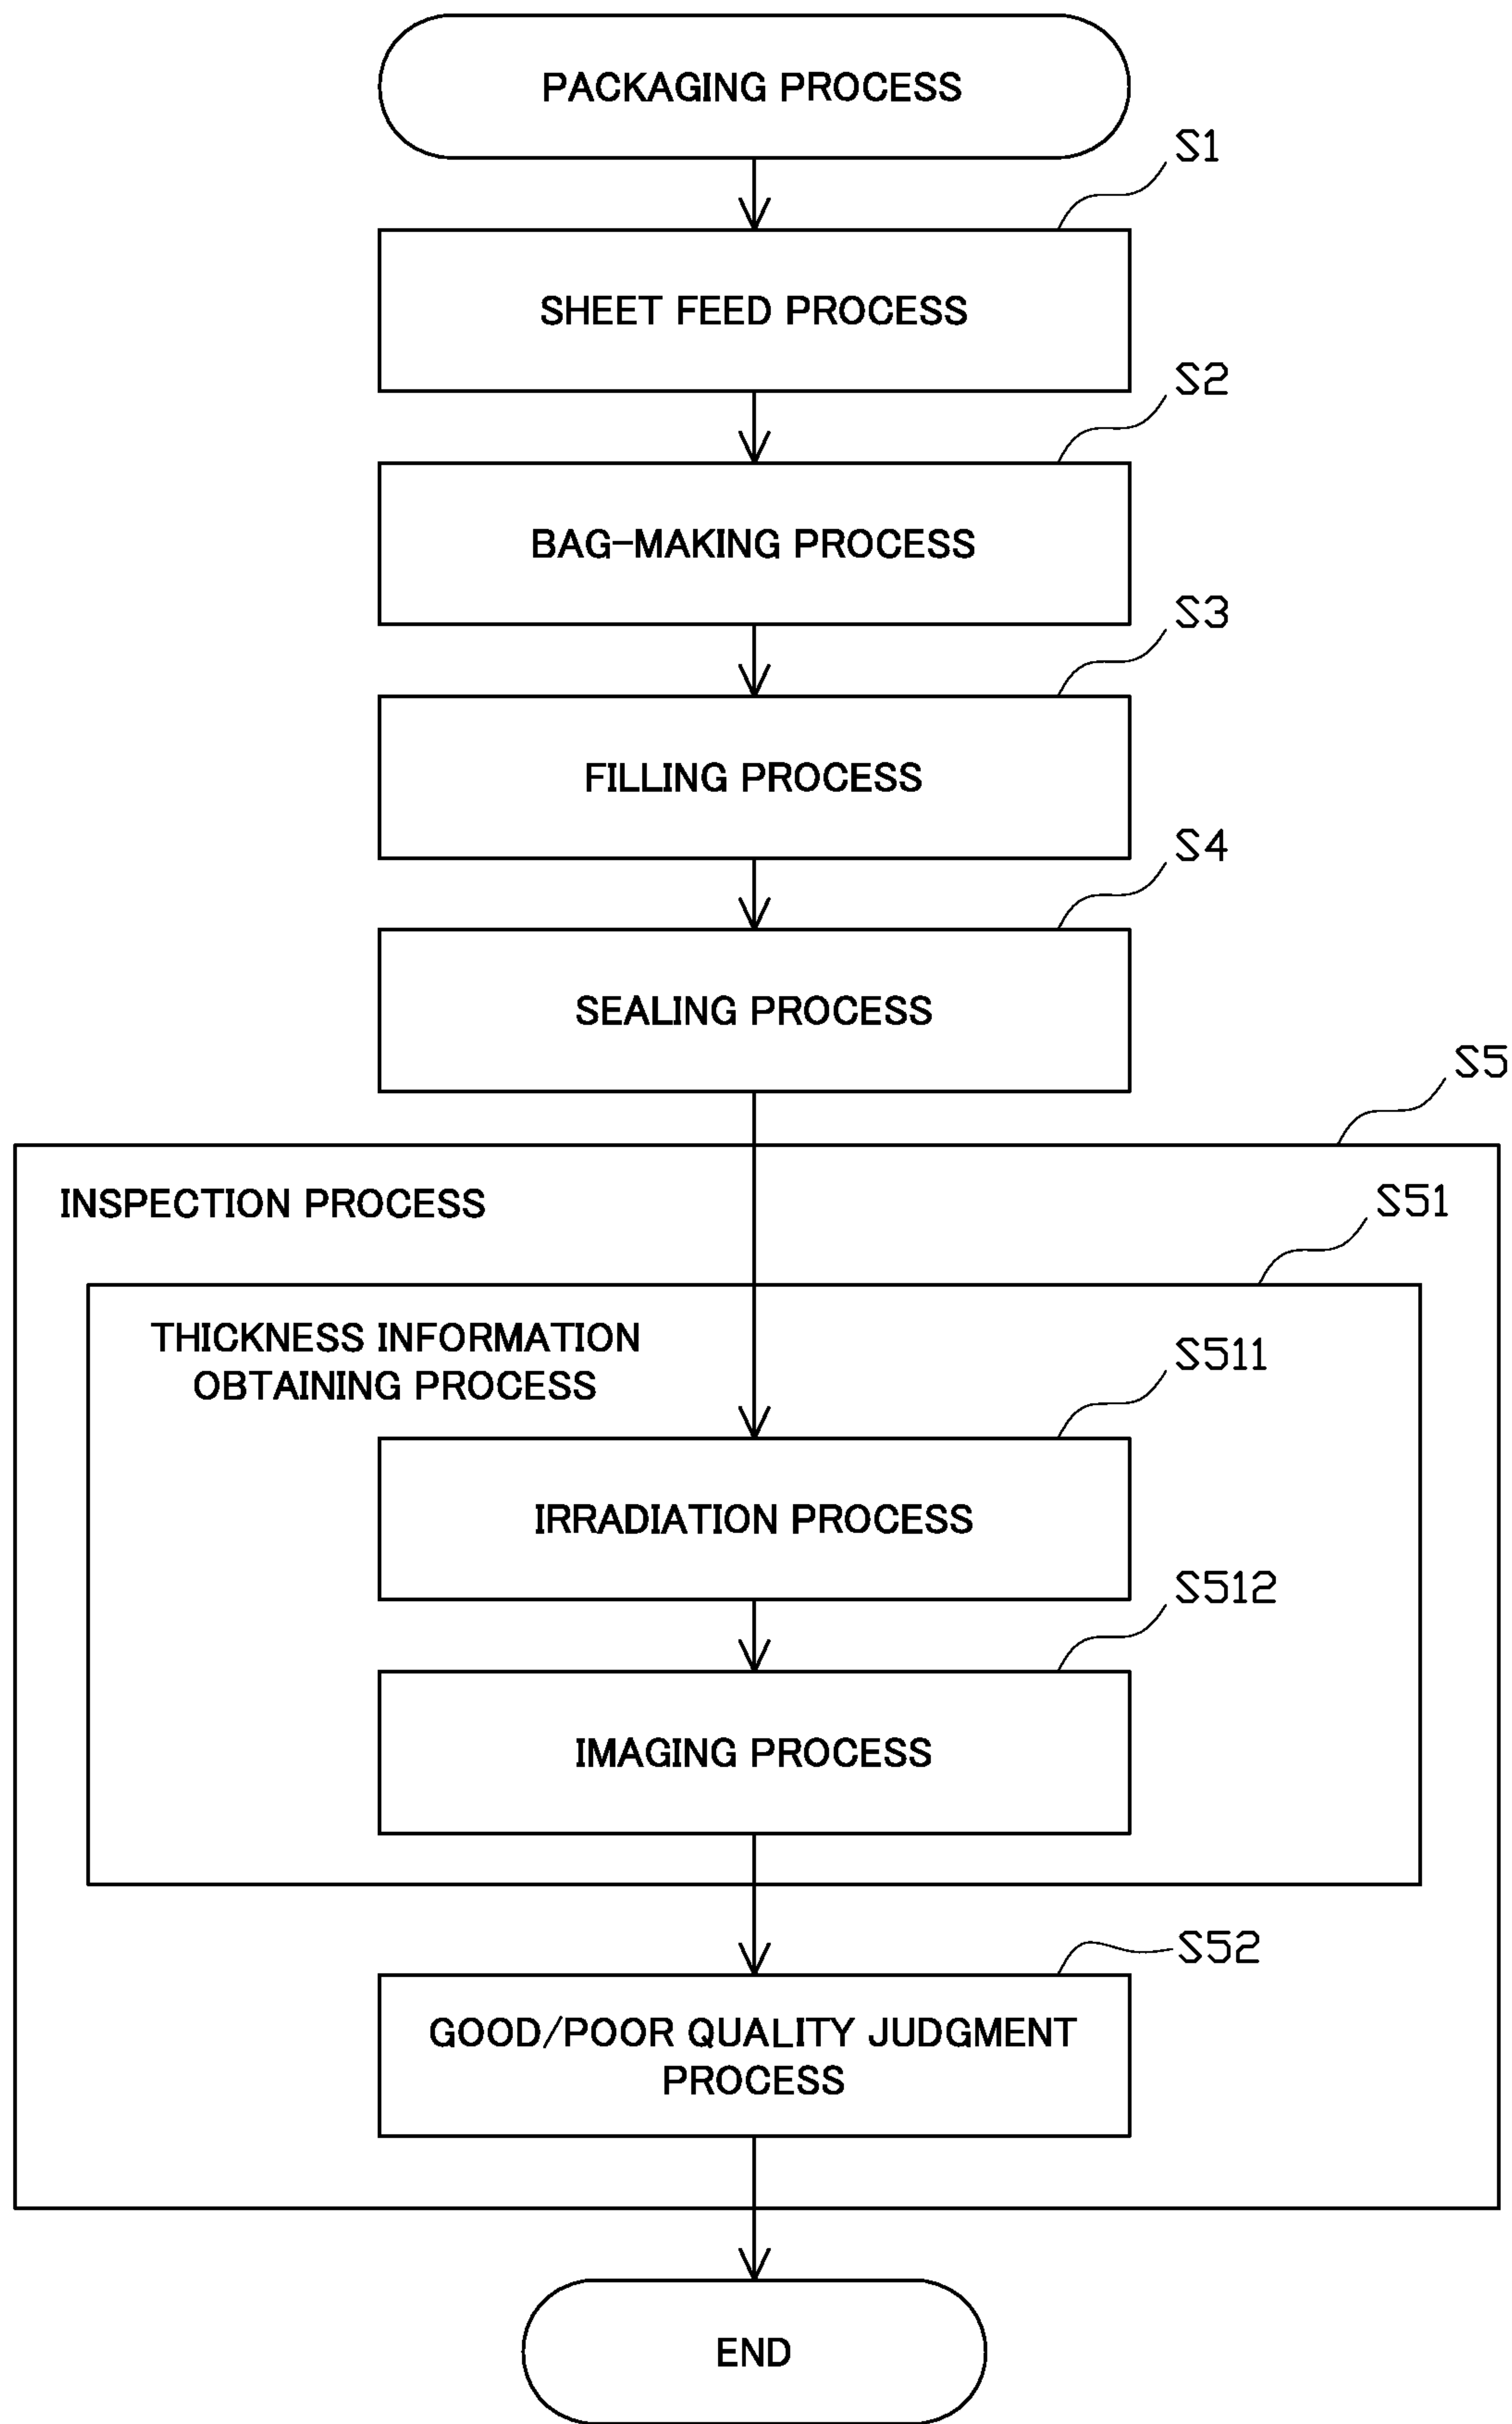 PACKAGING PROCESS
S1
SHEET FEED PROCESS
S2
BAG-MAKING PROCESS
S3
FILLING PROCESS
S4
SEALING PROCESS
S5
INSPECTION PROCESS
S51
THICKNESS INFORMATION
OBTAINING PROCESS
S511
IRRADIATION PROCESS
S512
IMAGING PROCESS
S52
GOOD/POOR QUALITY JUDGMENT
PROCESS
END